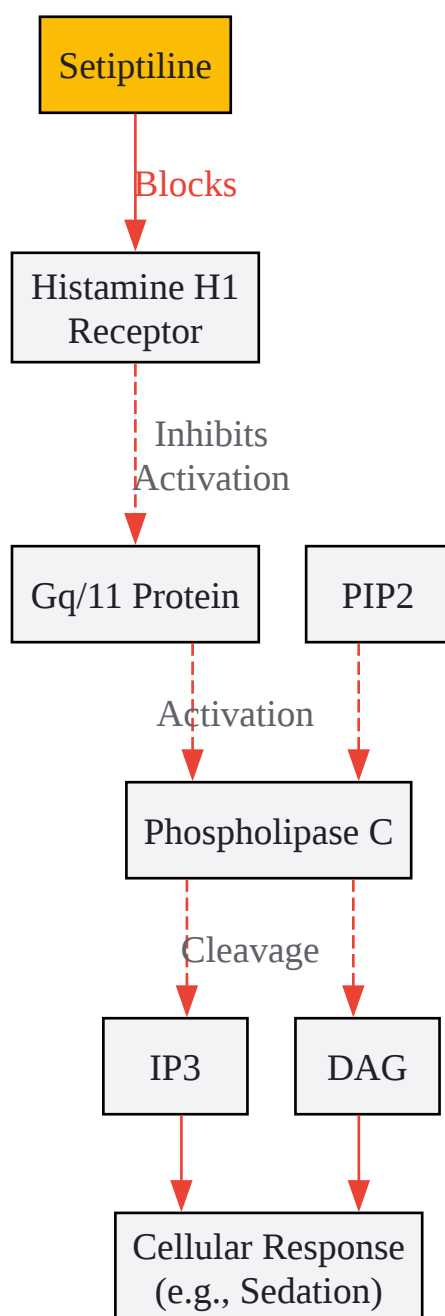 Setiptiline
Blocks
Histamine H1
Receptor
Inhibits
Activation
Gq/11 Protein
PIP2
Activation
Phospholipase C
Cleavage
IP3
DAG
Cellular Response
(e.g., Sedation)